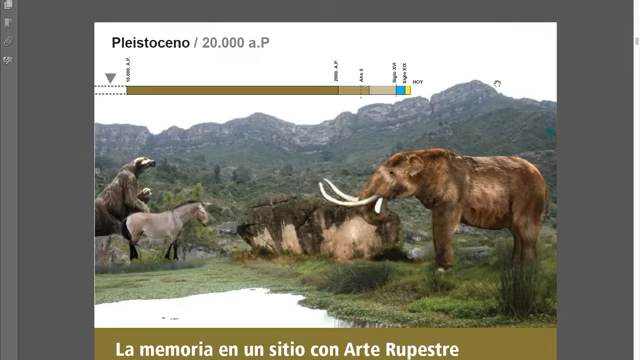 Pleistoceno / 20.000 a.P
10.000 A.P.
2000. A.P.
Año 0
Siglo XVI
Siglo XIX
HOY
La memoria en un sitio con Arte Rupestre